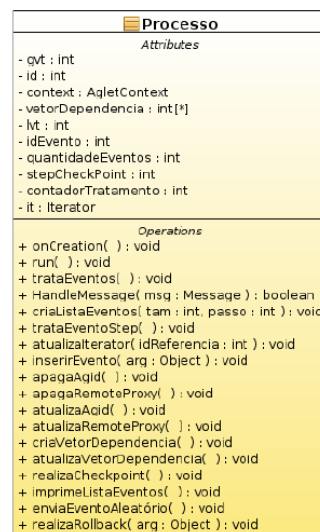 Processo
Attributes
- gvt : int
- id : int
- context : AgletContext
- vetorDependencia : int[*]
- lvt : int
- idEvento : int
- quantidadeEventos : int
- stepCheckPoint : int
- contadorTratamento : int
- it : Iterator
Operations
+ onCreation( ) : void
+ run( ) : void
+ trataEventos( ) : void
+ HandleMessage( msg : Message ) : boolean
+ criaListaEventos( tam : int, passo : int ) : void
+ trataEventoStep( ) : void
+ atualizaIterator( idReferencia : int ) : void
+ inserirEvento( arg : Object ) : void
+ apagaAgid( ) : void
+ apagaRemoteProxy( ) : void
+ atualizaAgid( ) : void
+ atualizaRemoteProxy( ) : void
+ criaVetorDependencia( ) : void
+ atualizaVetorDependencia( ) : void
+ realizaCheckpoint( ) : void
+ imprimeListaEventos( ) : void
+ enviaEventoAleatório( ) : void
+ realizaRollback( arg : Object ) : void